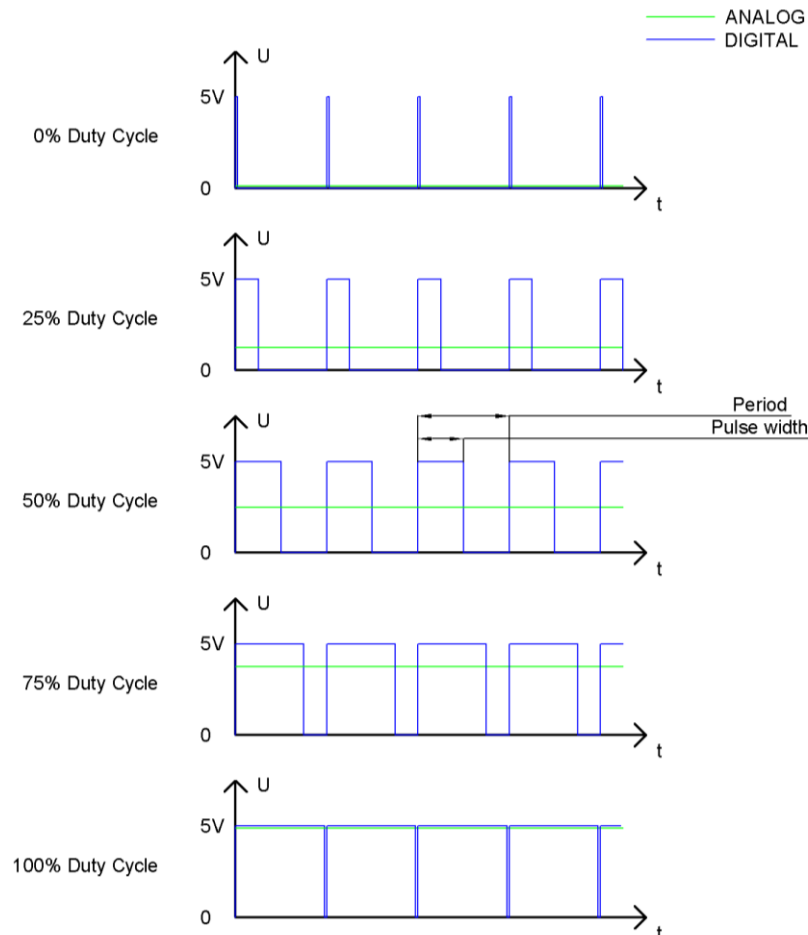 ANALOG
DIGITAL
U
5V
0% Duty Cycle
0
t
U
5V
25% Duty Cycle
0
t
Period
U
Pulse width
5V
50% Duty Cycle
0
t
U
5V
75% Duty Cycle
0
t
U
5V
100% Duty Cycle
0
t